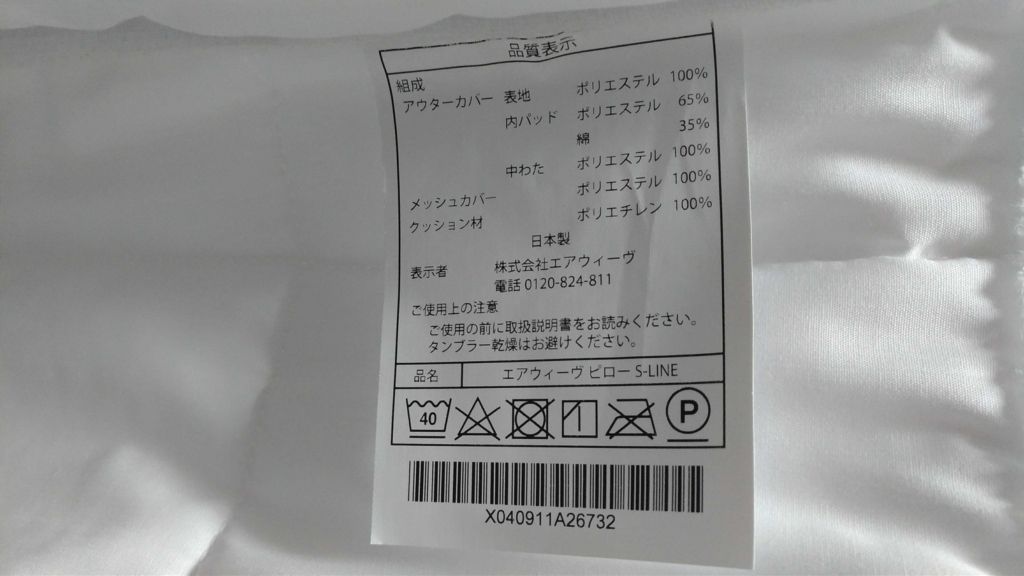 品質表示
組成
アウターカバー 表地 ポリエステル 100%
内パッド ポリエステル 65%
綿 35%
中わた ポリエステル 100%
メッシュカバー ポリエステル 100%
クッション材 ポリエチレン 100%
日本製
表示者 株式会社エアウィーヴ
電話 0120-824-811
ご使用上の注意
ご使用の前に取扱説明書をお読みください。
タンブラー乾燥はお避けください。
品名 エアウィーヴ ピロー S-LINE
40 P
X040911A26732